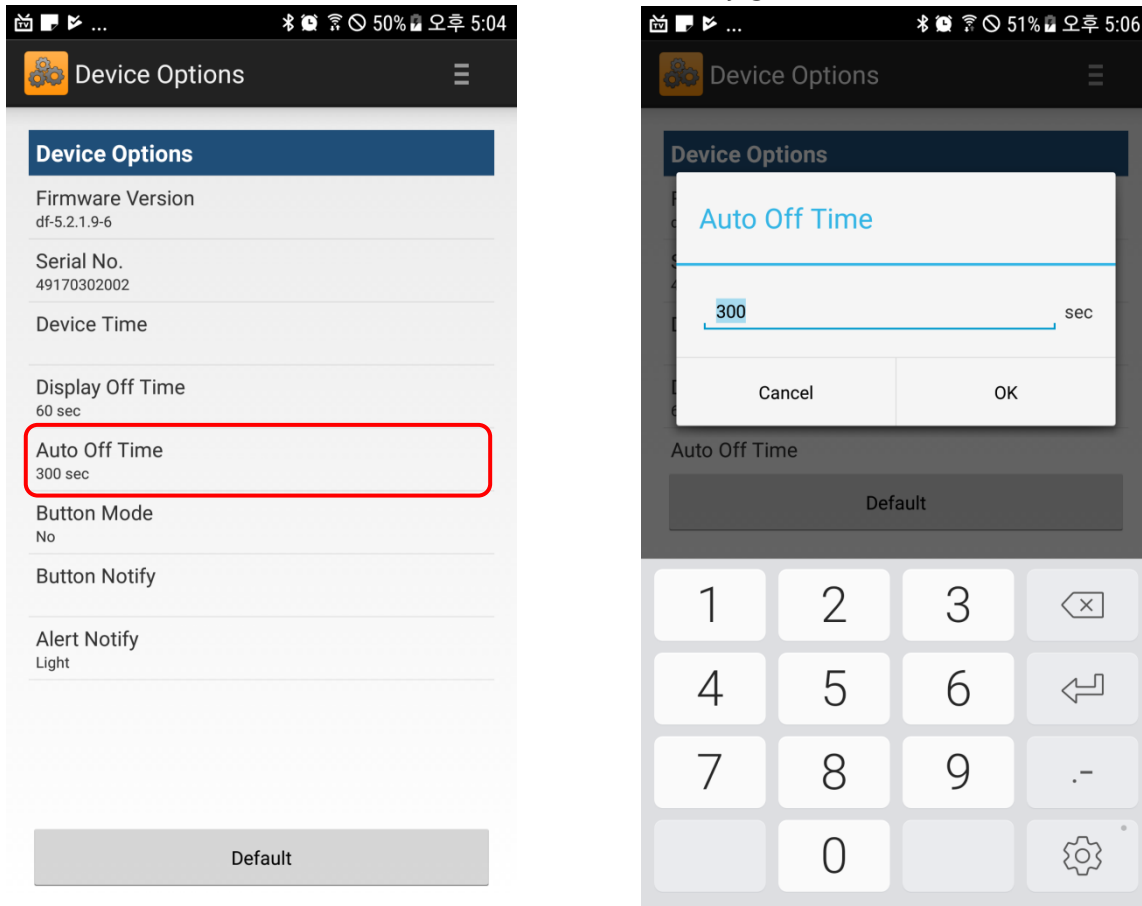 ... 50% 오후 5:04
Device Options
Device Options
Firmware Version
df-5.2.1.9-6
Serial No.
49170302002
Device Time
Display Off Time
60 sec
Auto Off Time
300 sec
Button Mode
No
Button Notify
Alert Notify
Light
Default
... 51% 오후 5:06
Device Options
Device Options
Auto Off Time
300 sec
Cancel OK
Auto Off Time
Default
1 2 3
4 5 6
7 8 9 .-
0